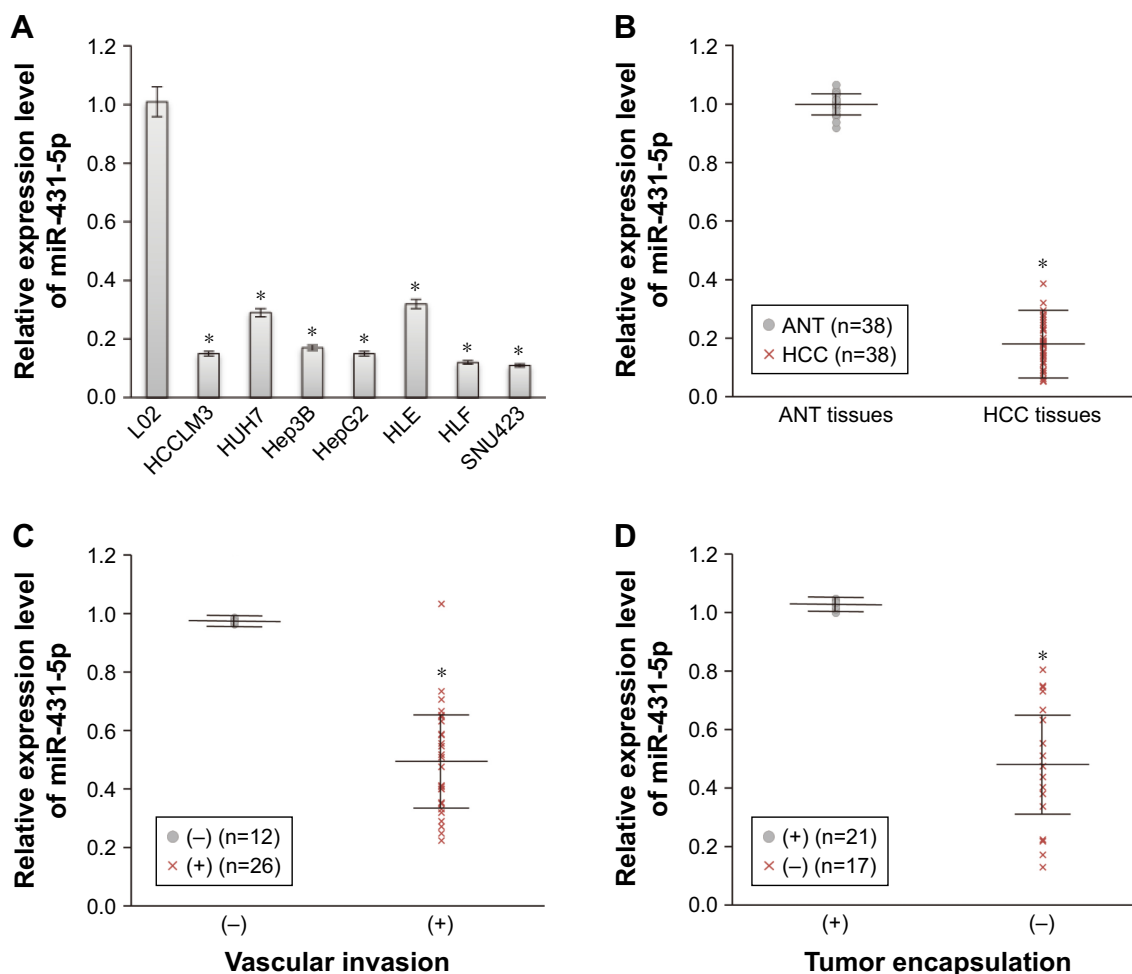 A
Relative expression level
of miR-431-5p
1.2
1.0
0.8
0.6
0.4
0.2
0.0
*
*
*
*
*
*
*
L02
HCCLM3
HUH7
Hep3B
HepG2
HLE
HLF
SNU423
B
Relative expression level
of miR-431-5p
1.2
1.0
0.8
0.6
0.4
0.2
0.0
*
ANT (n=38)
HCC (n=38)
ANT tissues
HCC tissues
C
Relative expression level
of miR-431-5p
1.2
1.0
0.8
0.6
0.4
0.2
0.0
*
(–) (n=12)
(+) (n=26)
(–)
(+)
Vascular invasion
D
Relative expression level
of miR-431-5p
1.2
1.0
0.8
0.6
0.4
0.2
0.0
*
(+) (n=21)
(–) (n=17)
(+)
(–)
Tumor encapsulation